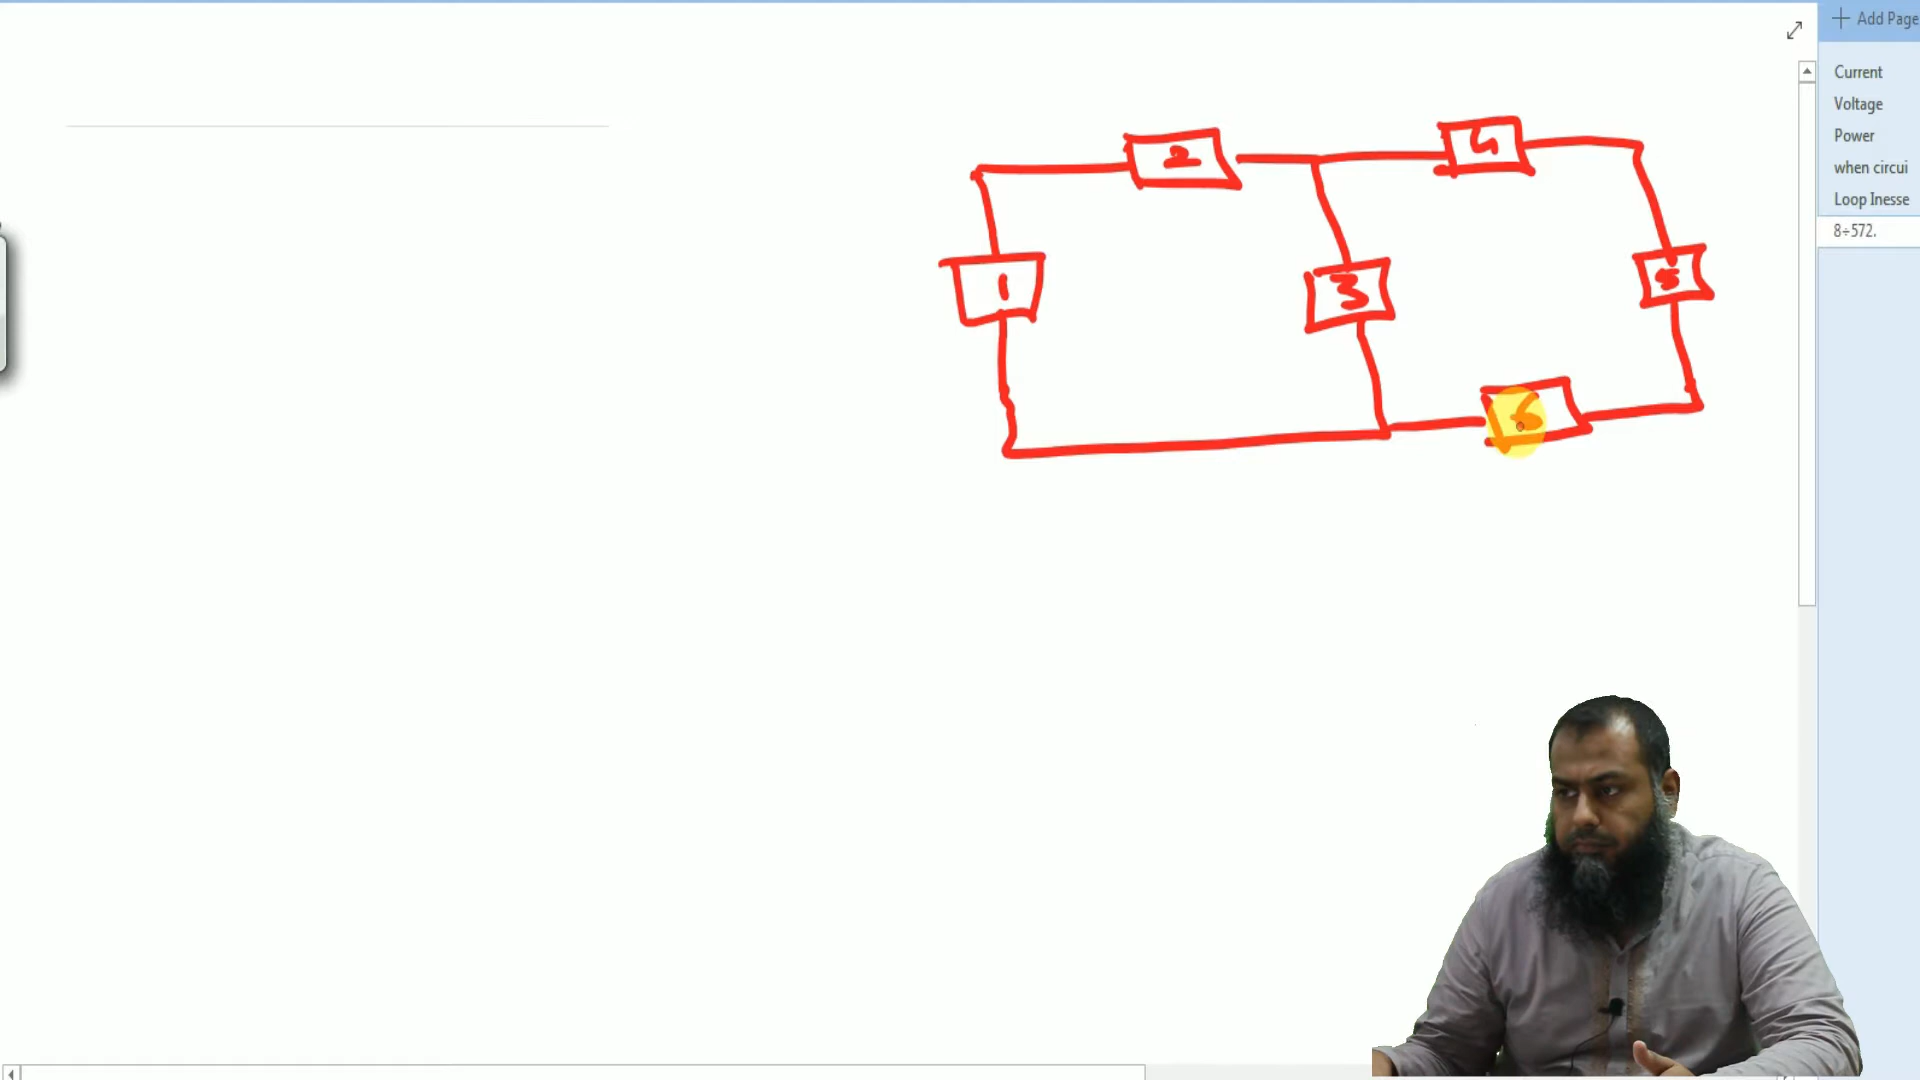 Add Page
Current
Voltage
Power
when circui
Loop Inesse
8÷572.
2
4
1
3
5
6